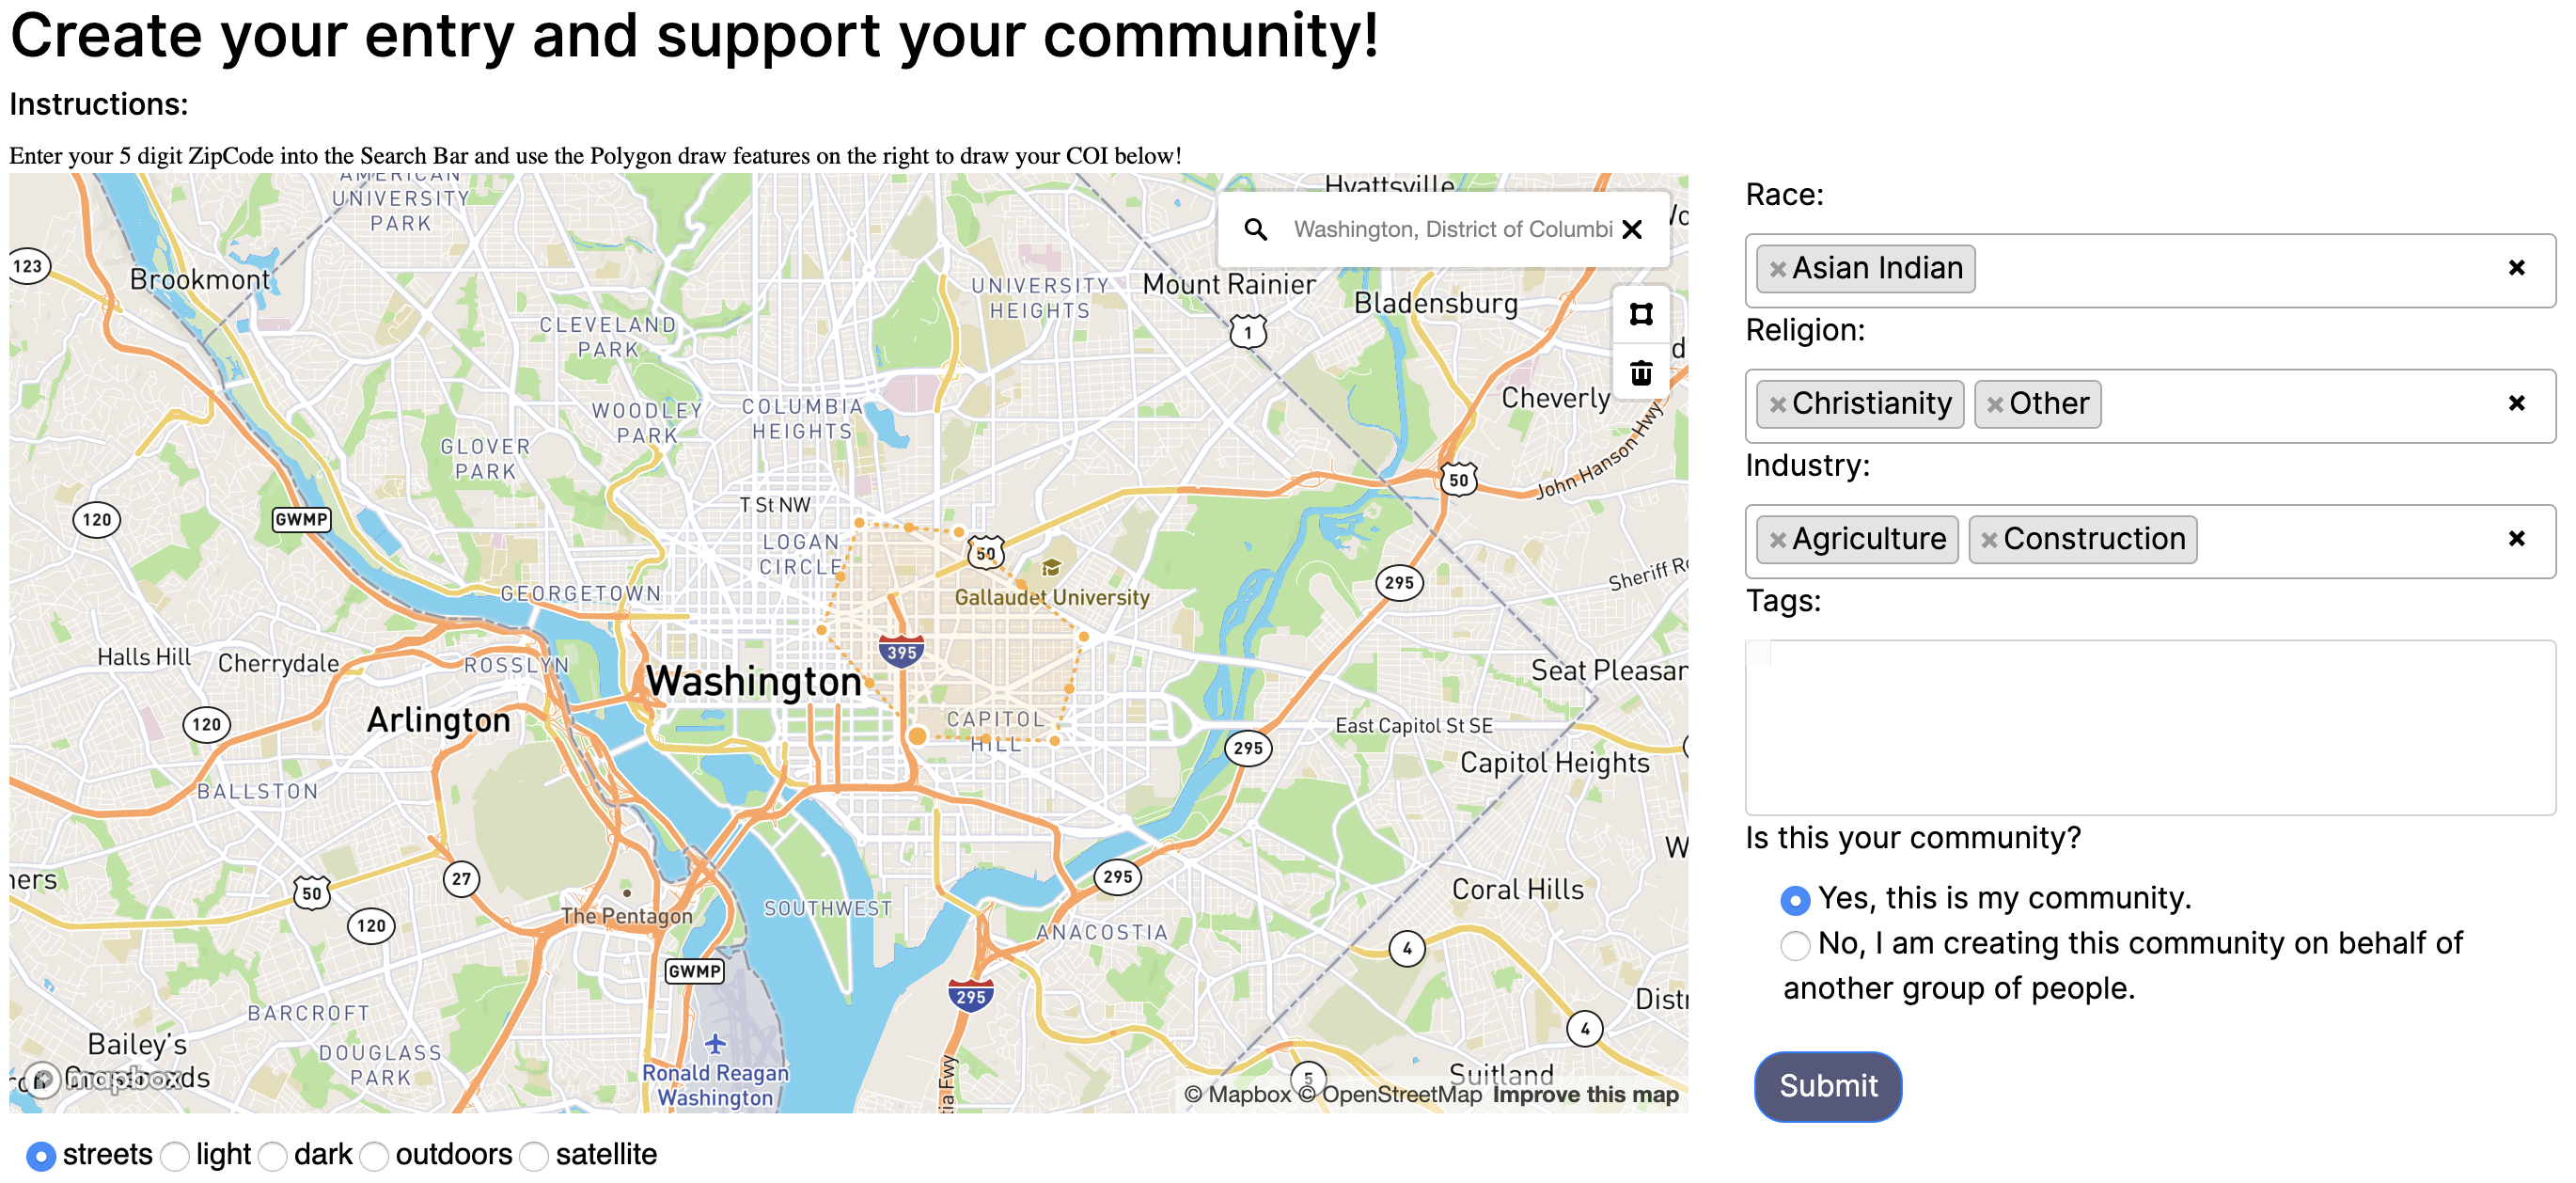 Create your entry and support your community!
Instructions:
Enter your 5 digit ZipCode into the Search Bar and use the Polygon draw features on the right to draw your COI below!
AMERICAN
UNIVERSITY
PARK
Hyattsville
Washington, District of Columbi
123
Brookmont
UNIVERSITY
HEIGHTS
Mount Rainier
Bladensburg
1
CLEVELAND
PARK
Cheverly
WOODLEY
PARK
COLUMBIA
HEIGHTS
GLOVER
PARK
50
John Hanson Hwy
120
GWMP
T St NW
LOGAN
CIRCLE
50
Gallaudet University
295
Sheriff R
GEORGETOWN
395
Halls Hill
Cherrydale
ROSSLYN
Washington
Seat Pleasan
120
Arlington
CAPITOL
HILL
East Capitol St SE
295
Capitol Heights
BALLSTON
50
27
295
Coral Hills
120
The Pentagon
SOUTHWEST
ANACOSTIA
4
GWMP
295
BARCROFT
4
Bailey's
Crossroads
DOUGLASS
PARK
Ronald Reagan
Washington
5
Suitland
mapbox
© Mapbox © OpenStreetMap Improve this map
streets light dark outdoors satellite
Race:
× Asian Indian ×
Religion:
× Christianity × Other ×
Industry:
× Agriculture × Construction ×
Tags:
Is this your community?
Yes, this is my community.
No, I am creating this community on behalf of
another group of people.
Submit